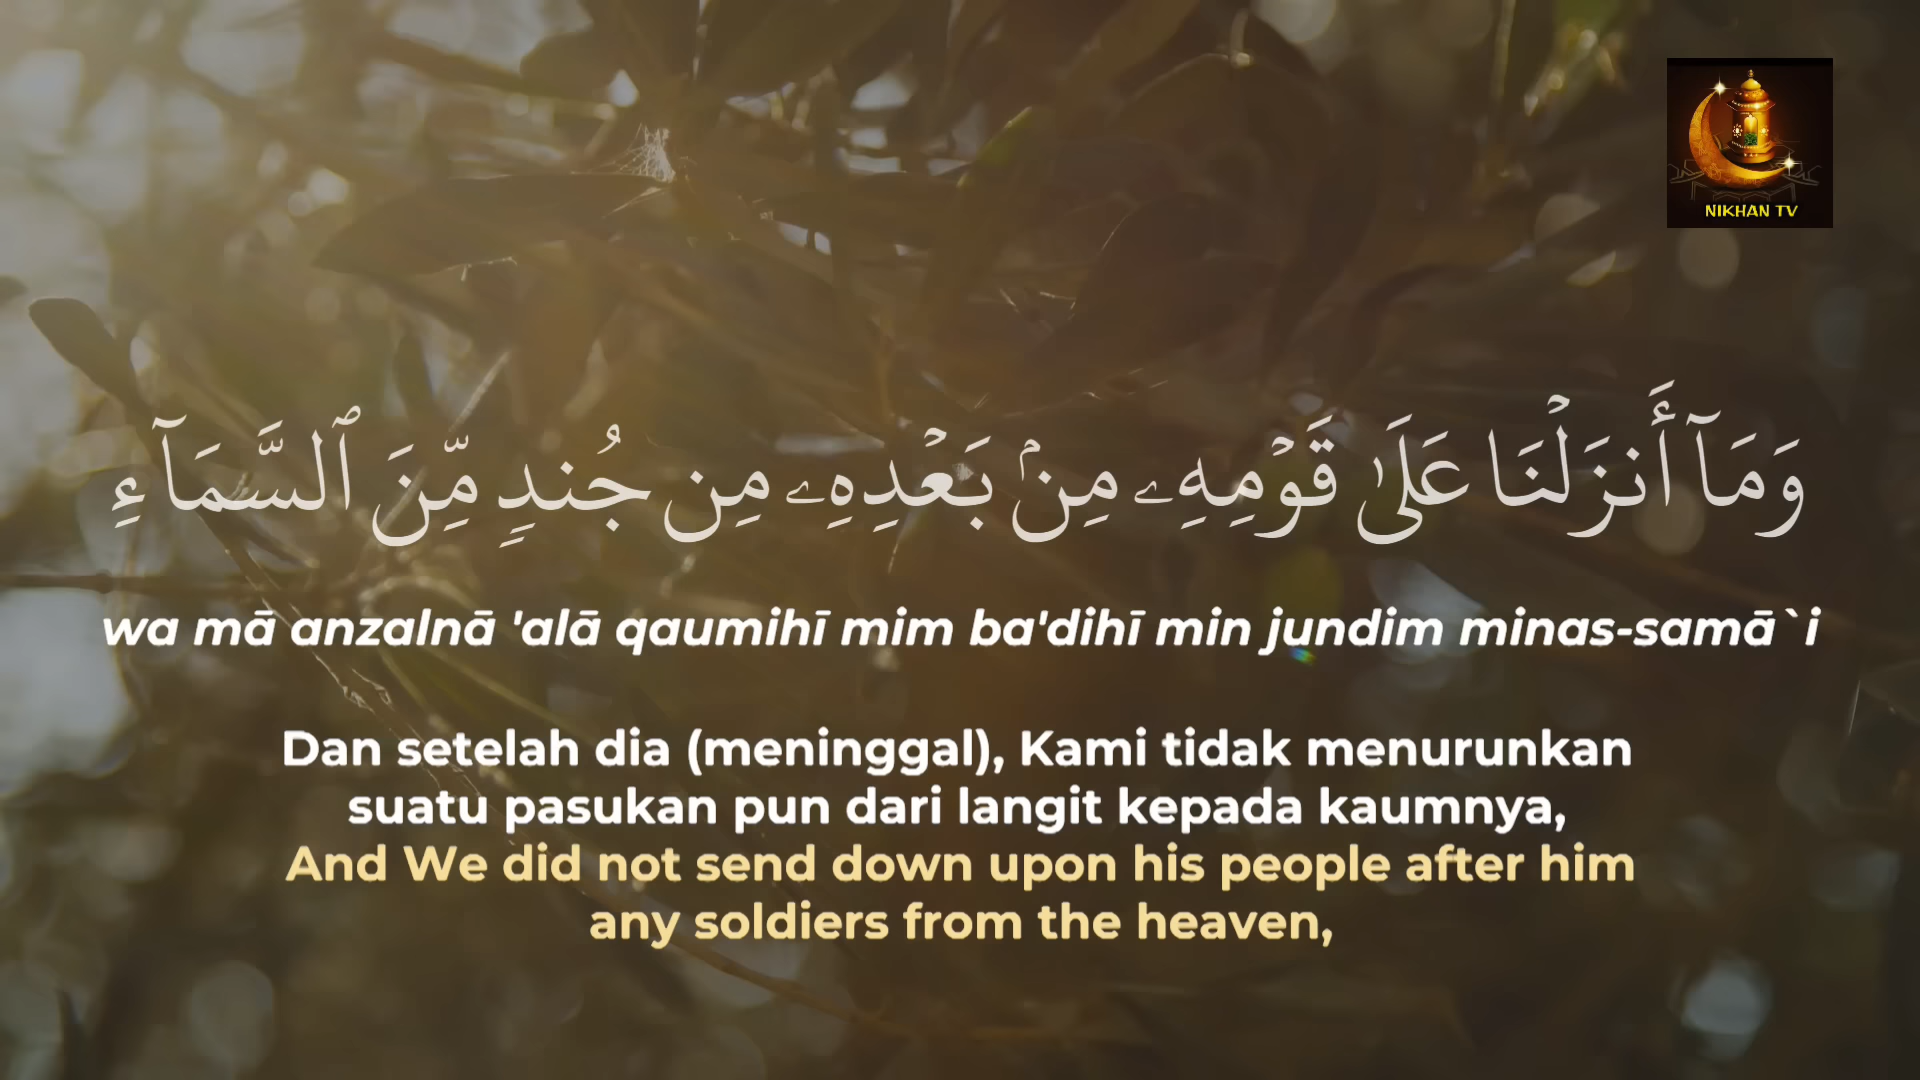 NIKHAN TV
وَمَآ أَنزَلْنَا عَلَىٰ قَوْمِهِۦ مِنۢ بَعْدِهِۦ مِن جُندٍ مِّنَ ٱلسَّمَآءِ
wa mā anzalnā 'alā qaumihī mim ba'dihī min jundim minas-samā`i
Dan setelah dia (meninggal), Kami tidak menurunkan
suatu pasukan pun dari langit kepada kaumnya,
And We did not send down upon his people after him
any soldiers from the heaven,